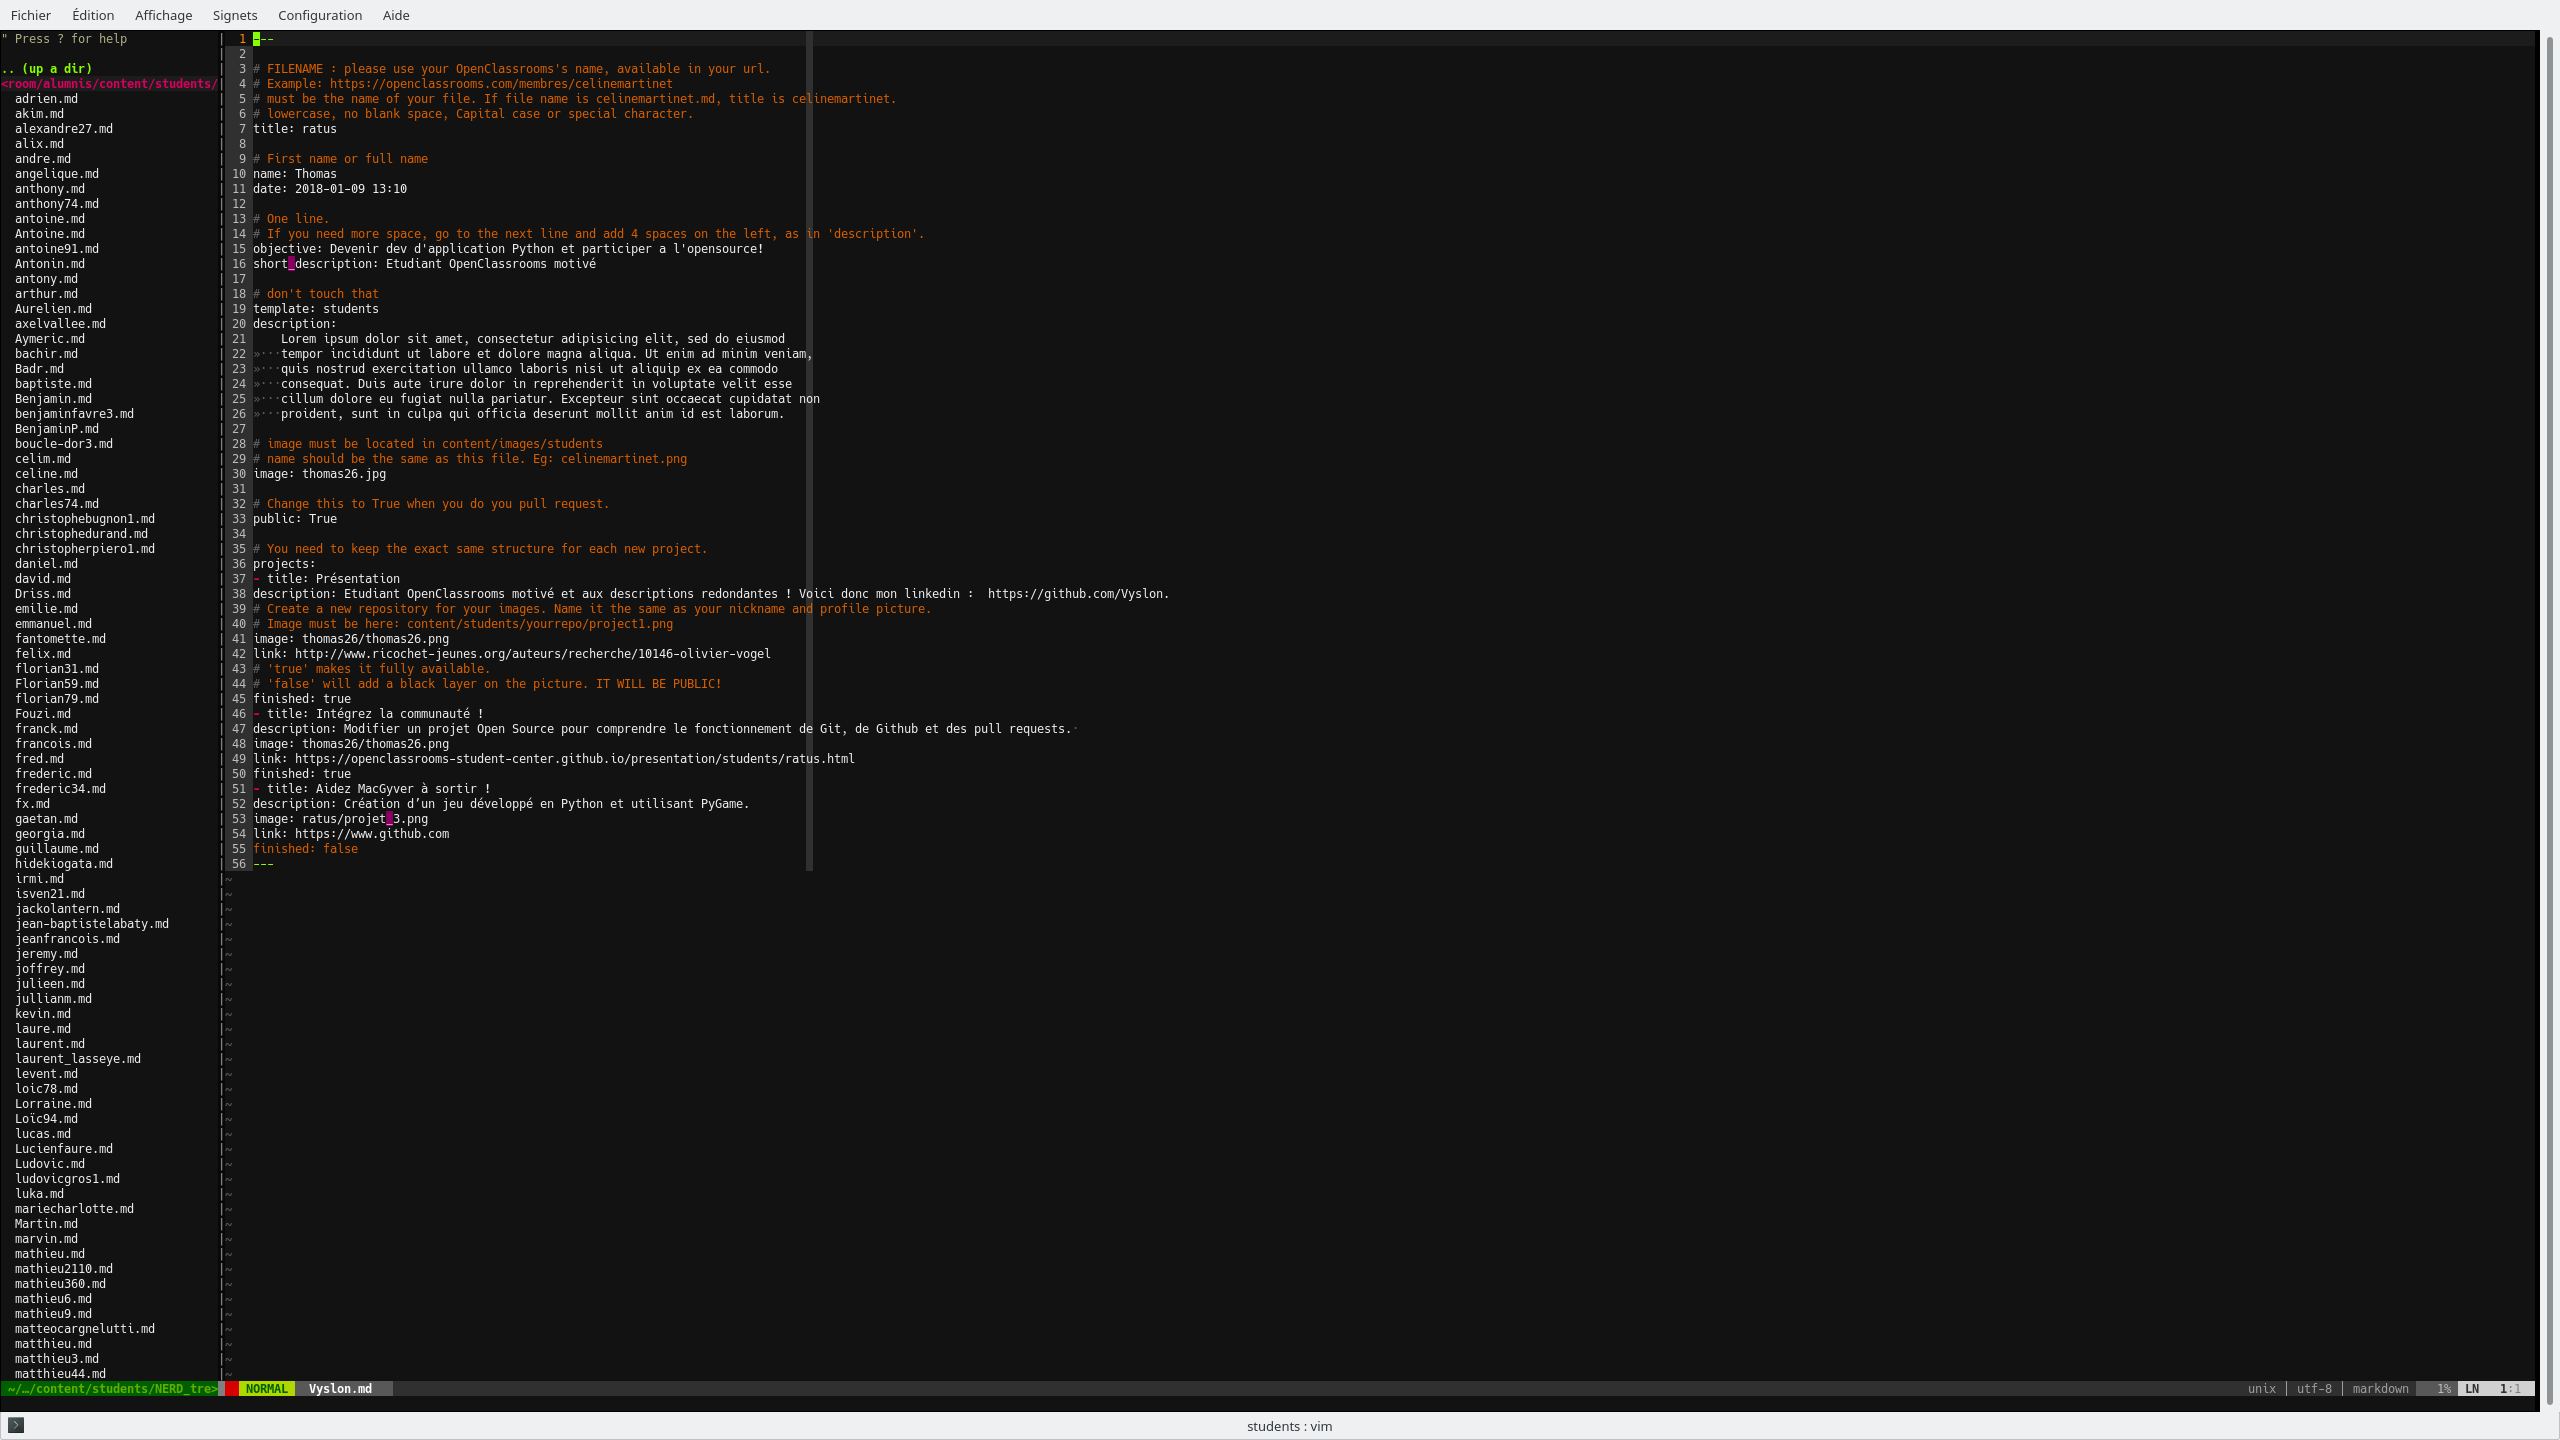 Fichier Édition Affichage Signets Configuration Aide
" Press ? for help
.. (up a dir)
<room/alumnis/content/students/
adrien.md
akim.md
alexandre27.md
alix.md
andre.md
angelique.md
anthony.md
anthony74.md
antoine.md
Antoine.md
antoine91.md
Antonin.md
antony.md
arthur.md
Aurelien.md
axelvallee.md
Aymeric.md
bachir.md
Badr.md
baptiste.md
Benjamin.md
benjaminfavre3.md
BenjaminP.md
boucle-dor3.md
celim.md
celine.md
charles.md
charles74.md
christophebugnon1.md
christophedurand.md
christopherpiero1.md
daniel.md
david.md
Driss.md
emilie.md
emmanuel.md
fantomette.md
felix.md
florian31.md
Florian59.md
florian79.md
Fouzi.md
franck.md
francois.md
fred.md
frederic.md
frederic34.md
fx.md
gaetan.md
georgia.md
guillaume.md
hidekiogata.md
irmi.md
isven21.md
jackolantern.md
jean-baptistelabaty.md
jeanfrancois.md
jeremy.md
joffrey.md
julieen.md
jullianm.md
kevin.md
laure.md
laurent.md
laurent_lasseye.md
levent.md
loic78.md
Lorraine.md
Loïc94.md
lucas.md
Lucienfaure.md
Ludovic.md
ludovicgros1.md
luka.md
mariecharlotte.md
Martin.md
marvin.md
mathieu.md
mathieu2110.md
mathieu360.md
mathieu6.md
mathieu9.md
matteocargnelutti.md
matthieu.md
matthieu3.md
matthieu44.md
~/…/content/students/NERD_tre>
1 ---
2
3 # FILENAME : please use your OpenClassrooms's name, available in your url.
4 # Example: https://openclassrooms.com/membres/celinemartinet
5 # must be the name of your file. If file name is celinemartinet.md, title is celinemartinet.
6 # lowercase, no blank space, Capital case or special character.
7 title: ratus
8
9 # First name or full name
10 name: Thomas
11 date: 2018-01-09 13:10
12
13 # One line.
14 # If you need more space, go to the next line and add 4 spaces on the left, as in 'description'.
15 objective: Devenir dev d'application Python et participer a l'opensource!
16 short_description: Etudiant OpenClassrooms motivé
17
18 # don't touch that
19 template: students
20 description:
21     Lorem ipsum dolor sit amet, consectetur adipisicing elit, sed do eiusmod
22 »···tempor incididunt ut labore et dolore magna aliqua. Ut enim ad minim veniam,
23 »···quis nostrud exercitation ullamco laboris nisi ut aliquip ex ea commodo
24 »···consequat. Duis aute irure dolor in reprehenderit in voluptate velit esse
25 »···cillum dolore eu fugiat nulla pariatur. Excepteur sint occaecat cupidatat non
26 »···proident, sunt in culpa qui officia deserunt mollit anim id est laborum.
27
28 # image must be located in content/images/students
29 # name should be the same as this file. Eg: celinemartinet.png
30 image: thomas26.jpg
31
32 # Change this to True when you do you pull request.
33 public: True
34
35 # You need to keep the exact same structure for each new project.
36 projects:
37 - title: Présentation
38 description: Etudiant OpenClassrooms motivé et aux descriptions redondantes ! Voici donc mon linkedin :  https://github.com/Vyslon.
39 # Create a new repository for your images. Name it the same as your nickname and profile picture.
40 # Image must be here: content/students/yourrepo/project1.png
41 image: thomas26/thomas26.png
42 link: http://www.ricochet-jeunes.org/auteurs/recherche/10146-olivier-vogel
43 # 'true' makes it fully available.
44 # 'false' will add a black layer on the picture. IT WILL BE PUBLIC!
45 finished: true
46 - title: Intégrez la communauté !
47 description: Modifier un projet Open Source pour comprendre le fonctionnement de Git, de Github et des pull requests.·
48 image: thomas26/thomas26.png
49 link: https://openclassrooms-student-center.github.io/presentation/students/ratus.html
50 finished: true
51 - title: Aidez MacGyver à sortir !
52 description: Création d’un jeu développé en Python et utilisant PyGame.
53 image: ratus/projet_3.png
54 link: https://www.github.com
55 finished: false
56 ---
NORMAL Vyslon.md unix | utf-8 | markdown 1% LN 1:1
students : vim